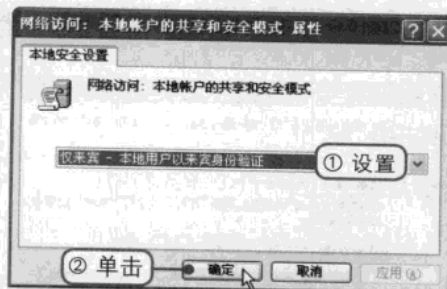 网络访问：本地帐户的共享和安全模式 属性
本地安全设置
网络访问：本地帐户的共享和安全模式
仅来宾 - 本地用户以来宾身份验证
① 设置
② 单击
确定
取消
应用(A)